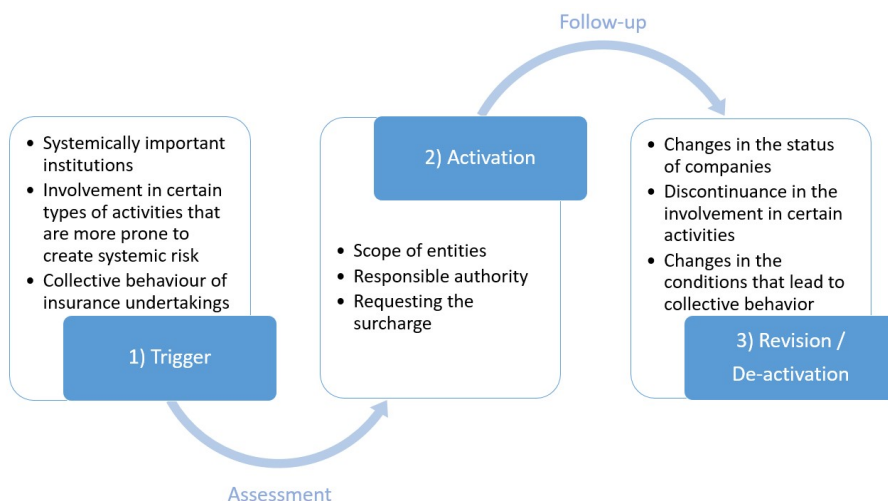 Follow-up
• Systemically important
institutions
• Involvement in certain
types of activities that
are more prone to
create systemic risk
• Collective behaviour of
insurance undertakings
1) Trigger
Assessment
2) Activation
• Scope of entities
• Responsible authority
• Requesting the
surcharge
• Changes in the status
of companies
• Discontinuance in the
involvement in certain
activities
• Changes in the
conditions that lead to
collective behavior
3) Revision /
De-activation